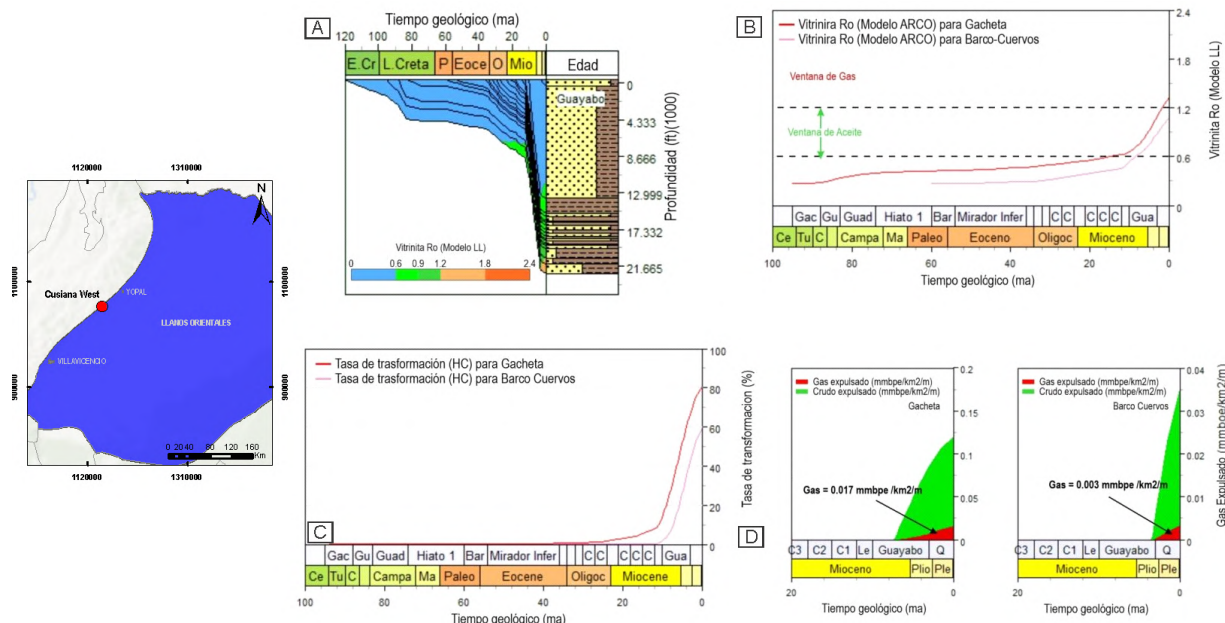 1120000
1310000
N
1100000
1100000
Cusiana West
YOPAL
LLANOS ORIENTALES
VILLAVICENCIO
900000
900000
0 20 40 80 120 160
Km
1120000
1310000
A
Tiempo geológico (ma)
120 100 80 60 40 20 0
E.Cr L.Creta P Eoce O Mio Edad
Guayabo
0
4.333
8.666
12.999
17.332
21.665
Profundidad (ft)(1000)
Vitrinita Ro (Modelo LL)
0 0.6 0.9 1.2 1.8 2.4
B
Vitrinira Ro (Modelo ARCO) para Gacheta
Vitrinira Ro (Modelo ARCO) para Barco-Cuervos
Ventana de Gas
Ventana de Aceite
2.4
1.8
1.2
0.6
0
Vitrinita Ro (Modelo LL)
Gac Gu Guad Hiato 1 Bar Mirador Infer C C C C C Gua
Ce Tu C Campa Ma Paleo Eoceno Oligoc Mioceno
100 80 60 40 20 0
Tiempo geológico (ma)
Tasa de trasformación (HC) para Gacheta
Tasa de trasformación (HC) para Barco Cuervos
100
80
60
40
20
0
Tasa de transformacion (%)
C
Gac Gu Guad Hiato 1 Bar Mirador Infer C C C C C Gua
Ce Tu C Campa Ma Paleo Eocene Oligoc Miocene
100 80 60 40 20 0
Tiempo geológico (ma)
D
Gas expulsado (mmbpe/km2/m)
Crudo expulsado (mmbpe/km2/m)
Gacheta
Gas = 0.017 mmbpe /km2/m
0.2
0.15
0.1
0.05
0
C3 C2 C1 Le Guayabo Q
Mioceno Plio Ple
20 0
Tiempo geológico (ma)
Gas expulsado (mmbpe/km2/m)
Crudo expulsado (mmbpe/km2/m)
Barco Cuervos
Gas = 0.003 mmbpe /km2/m
0.04
0.03
0.02
0.01
0
Gas Expulsado (mmboe/km2/m)
C3 C2 C1 Le Guayabo Q
Mioceno Plio Ple
20 0
Tiempo geológico (ma)